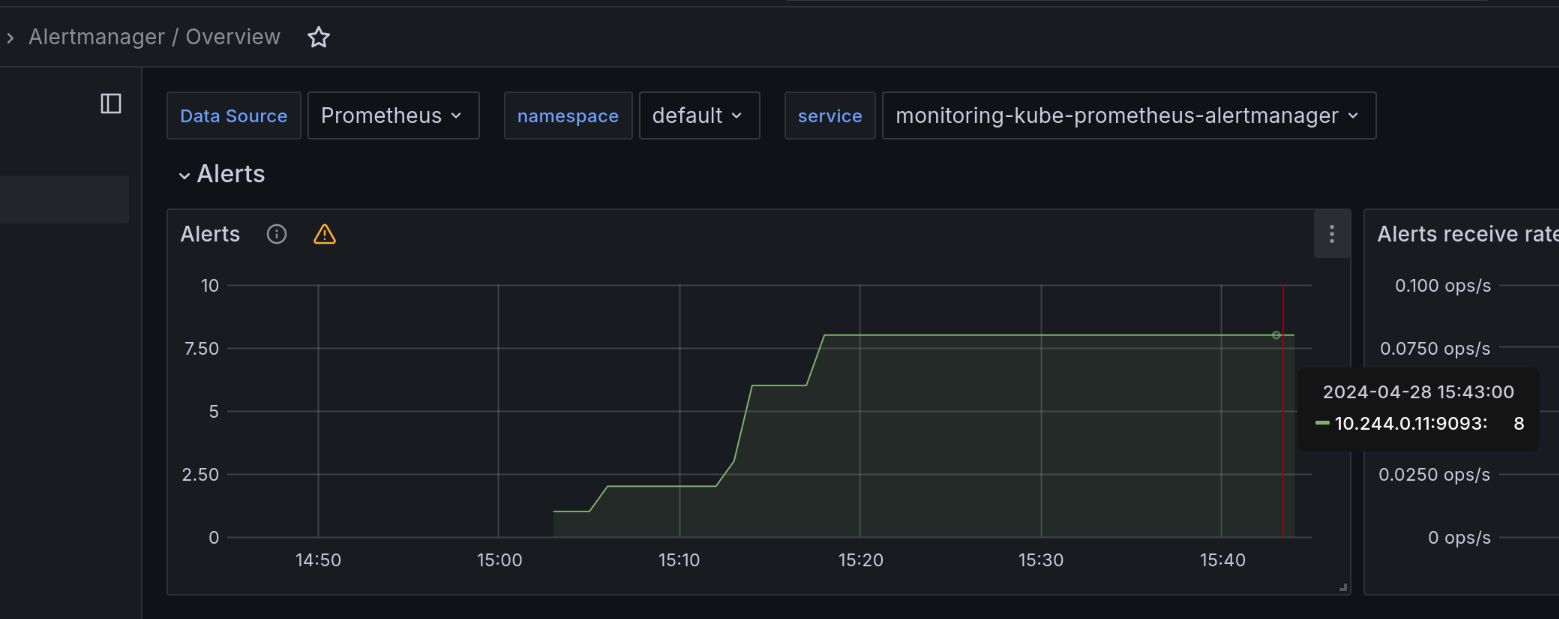 Alertmanager / Overview
Data Source Prometheus namespace default service monitoring-kube-prometheus-alertmanager
Alerts
Alerts
10
7.50
5
2.50
0
14:50 15:00 15:10 15:20 15:30 15:40
2024-04-28 15:43:00
10.244.0.11:9093: 8
Alerts receive rate
0.100 ops/s
0.0750 ops/s
0.0250 ops/s
0 ops/s